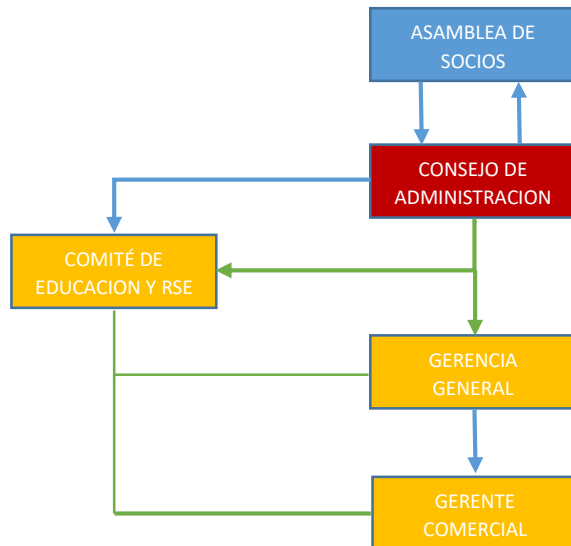 ASAMBLEA DE
SOCIOS
CONSEJO DE
ADMINISTRACION
COMITÉ DE
EDUCACION Y RSE
GERENCIA
GENERAL
GERENTE
COMERCIAL